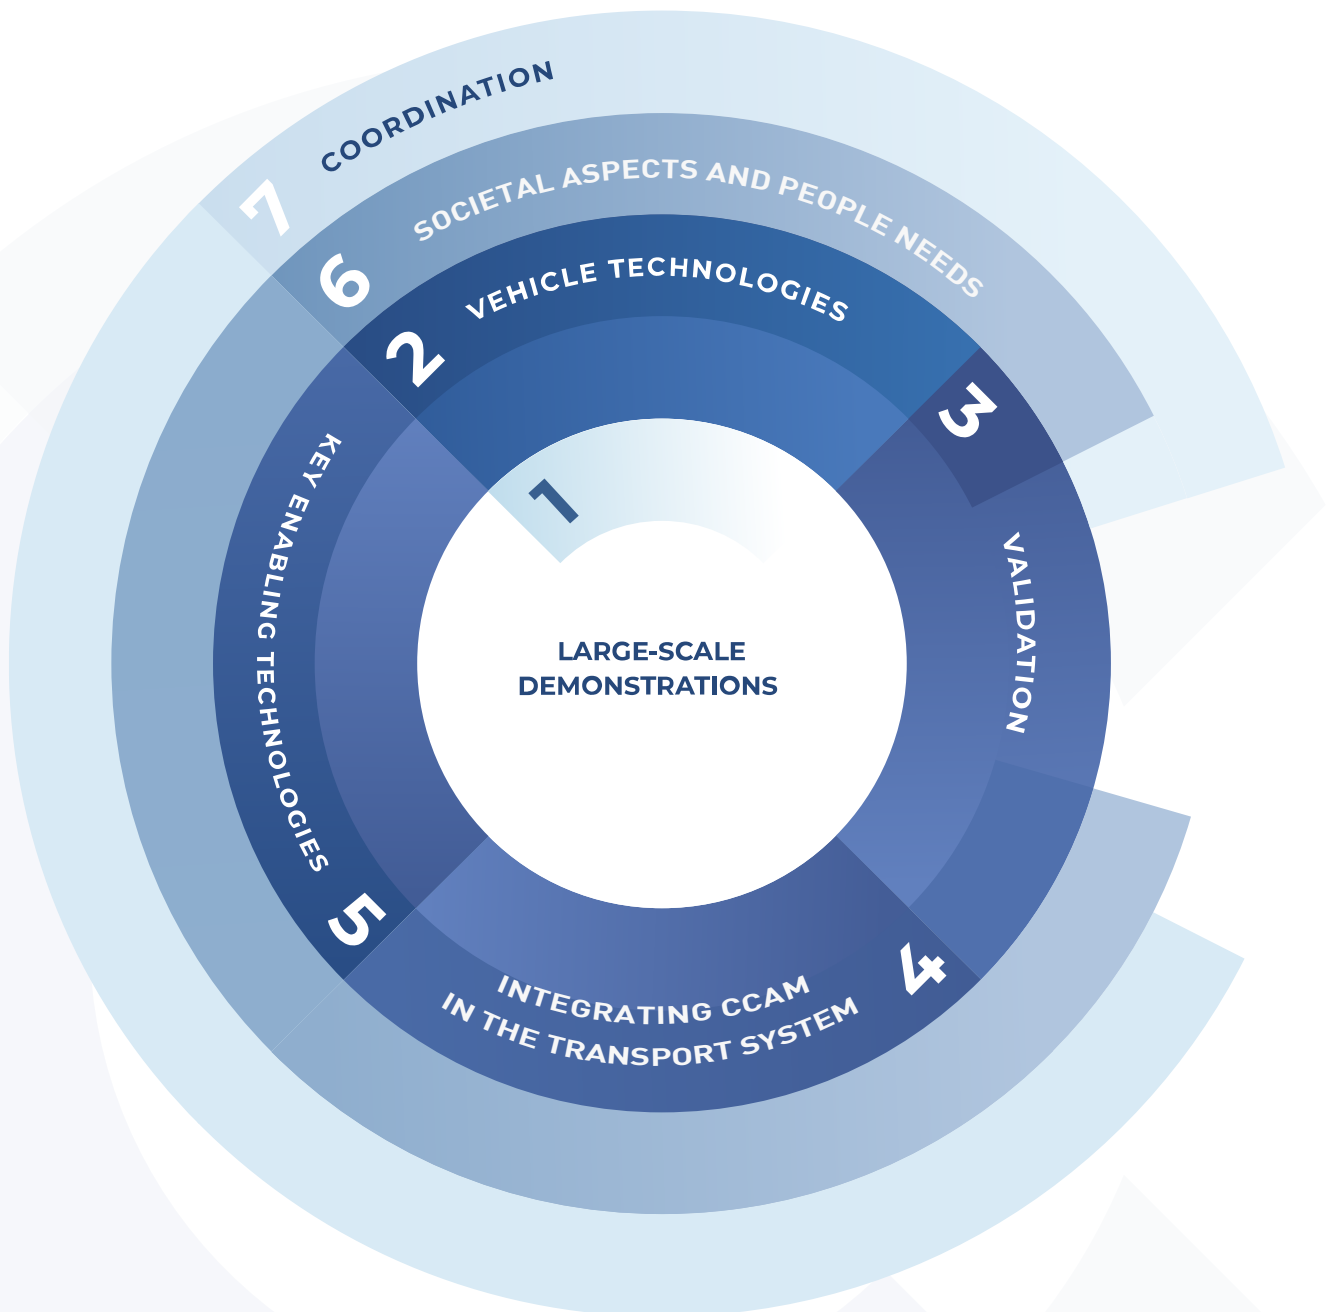 7 COORDINATION
6 SOCIETAL ASPECTS AND PEOPLE NEEDS
2 VEHICLE TECHNOLOGIES
3 VALIDATION
1
LARGE-SCALE
DEMONSTRATIONS
4 INTEGRATING CCAM
IN THE TRANSPORT SYSTEM
5 KEY ENABLING TECHNOLOGIES